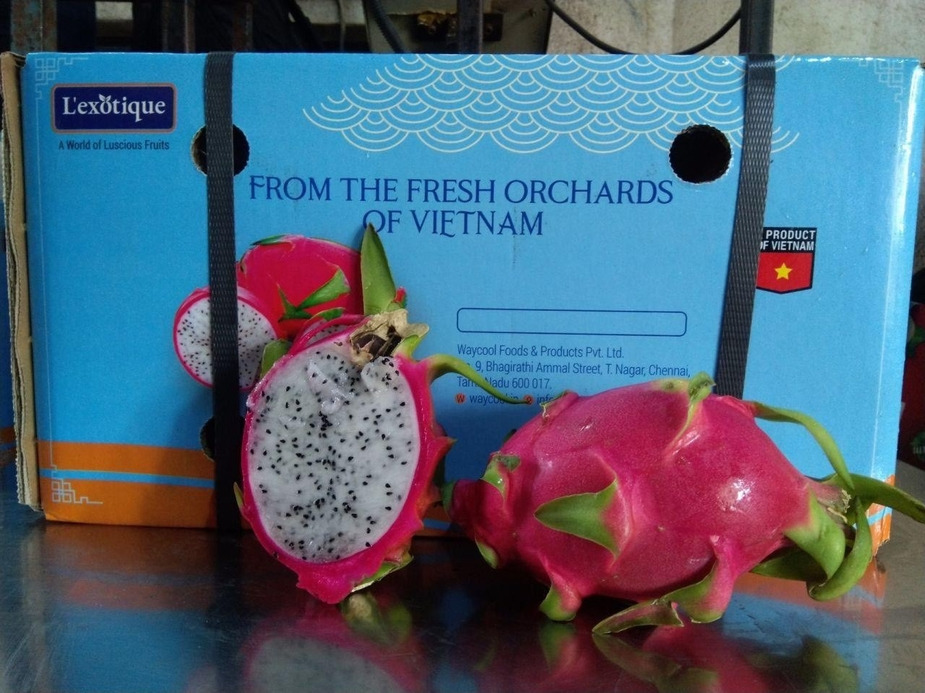 L'exotique
A World of Luscious Fruits
FROM THE FRESH ORCHARDS
OF VIETNAM
PRODUCT
OF VIETNAM
Waycool Foods & Products Pvt. Ltd.
9, Bhagirathi Ammal Street, T. Nagar, Chennai,
Nadu 600 017.